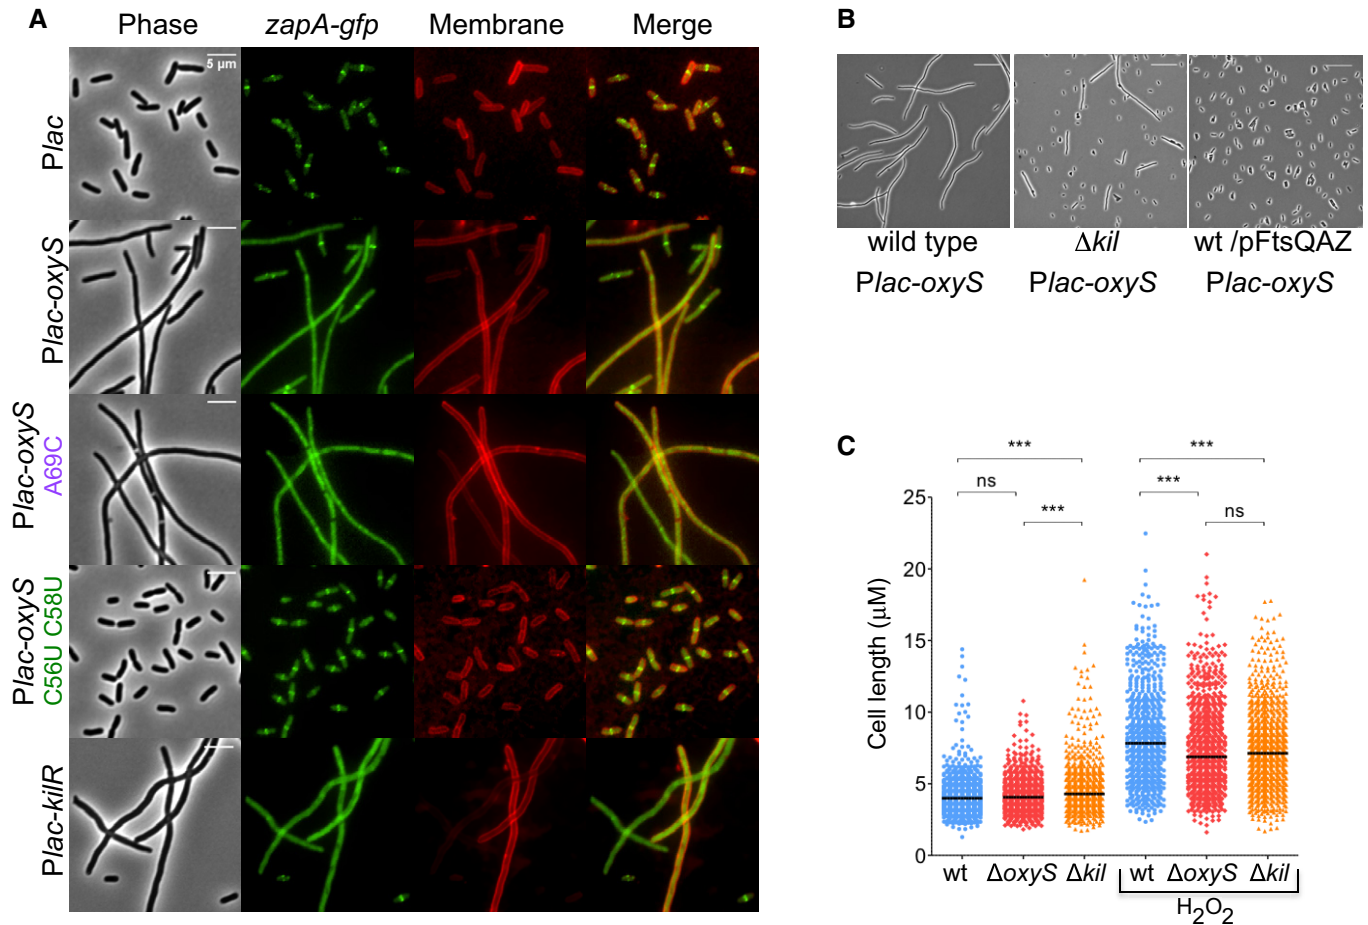 A
Phase zapA-gfp Membrane Merge
5 µm
Plac
Plac-oxyS
Plac-oxyS
A69C
Plac-oxyS
C56U C58U
Plac-kilR
B
wild type Δkil wt /pFtsQAZ
Plac-oxyS Plac-oxyS Plac-oxyS
C
*** ***
ns ***
*** ns
Cell length (µM)
25
20
15
10
5
0
wt ΔoxyS Δkil wt ΔoxyS Δkil
H2O2